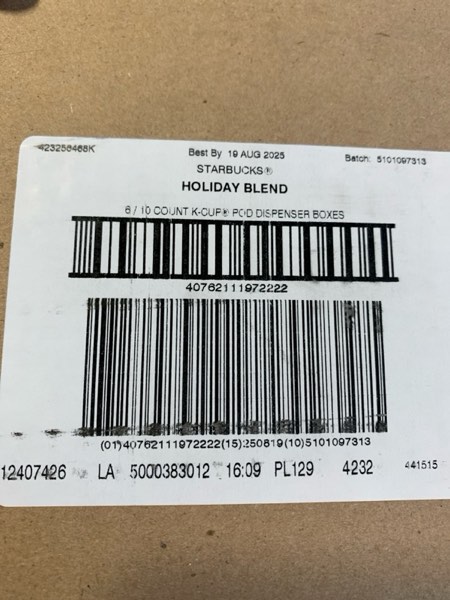 423256468K
Best By 19 AUG 2025
Batch: 5101097313
STARBUCKS®
HOLIDAY BLEND
6 / 10 COUNT K-CUP® POD DISPENSER BOXES
40762111972222
(01)40762111972222(15)250819(10)5101097313
12407426 LA 5000383012 16:09 PL129 4232 441515